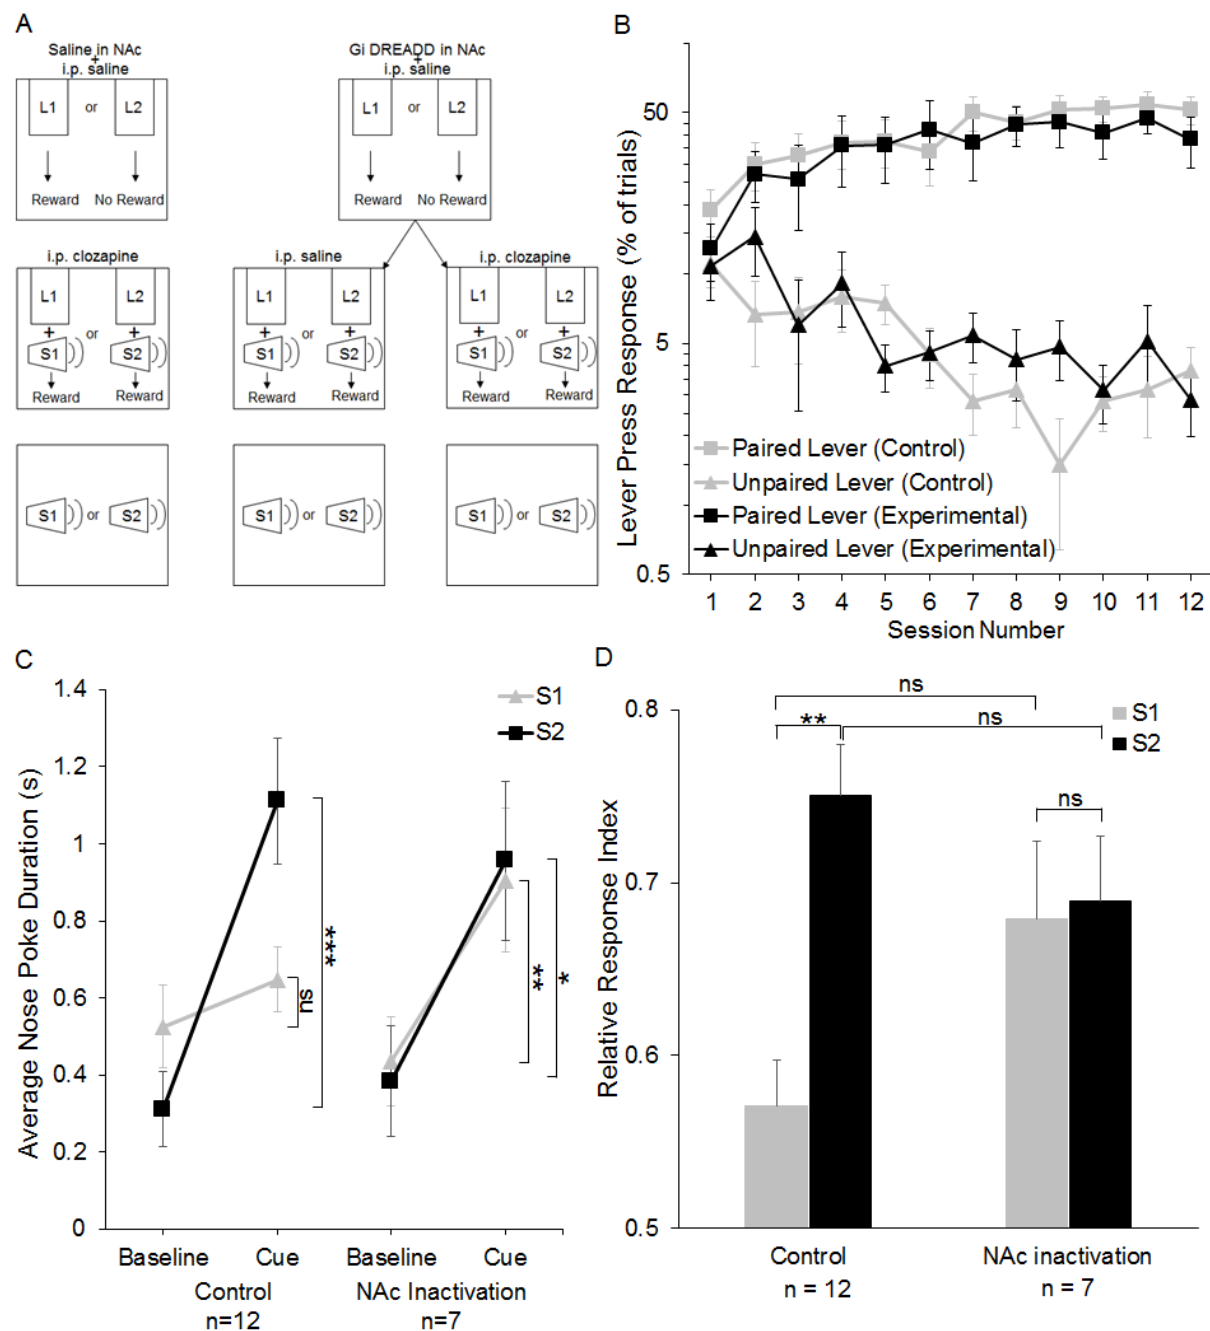 A
Saline in NAc
+
i.p. saline
L1 or L2
Reward No Reward
Gi DREADD in NAc
+
i.p. saline
L1 or L2
Reward No Reward
i.p. clozapine
L1 L2
+ or +
S1 S2
Reward Reward
i.p. saline
L1 L2
+ or +
S1 S2
Reward Reward
i.p. clozapine
L1 L2
+ or +
S1 S2
Reward Reward
S1 or S2
S1 or S2
S1 or S2
B
Lever Press Response (% of trials)
50
5
0.5
Paired Lever (Control)
Unpaired Lever (Control)
Paired Lever (Experimental)
Unpaired Lever (Experimental)
1 2 3 4 5 6 7 8 9 10 11 12
Session Number
C
Average Nose Poke Duration (s)
1.4
1.2
1
0.8
0.6
0.4
0.2
0
S1
S2
ns
***
**
*
Baseline Cue Baseline Cue
Control NAc Inactivation
n=12 n=7
D
Relative Response Index
0.8
0.7
0.6
0.5
ns
**
ns
ns
S1
S2
Control NAc inactivation
n = 12 n = 7